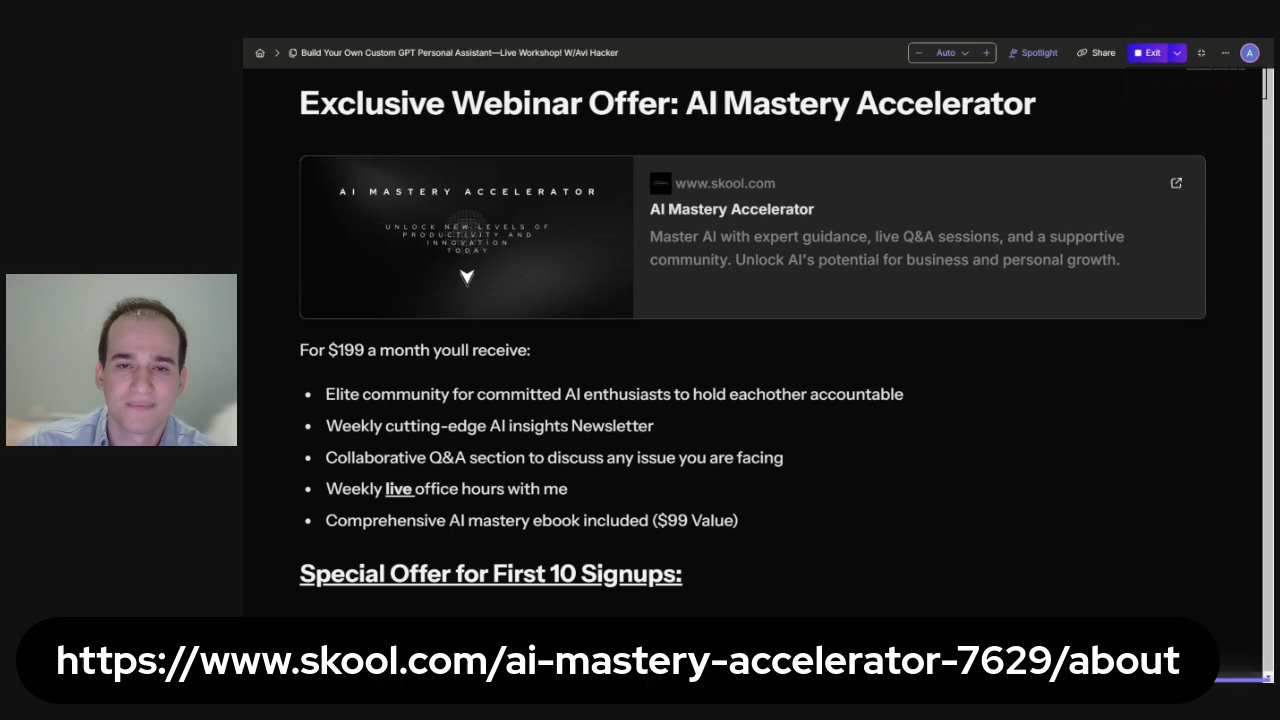 Build Your Own Custom GPT Personal Assistant—Live Workshop! W/Avi Hacker
Auto
Spotlight
Share
Exit
A
Exclusive Webinar Offer: AI Mastery Accelerator
AI MASTERY ACCELERATOR
UNLOCK NEW LEVELS OF
PRODUCTIVITY AND
INNOVATION
TODAY
www.skool.com
AI Mastery Accelerator
Master AI with expert guidance, live Q&A sessions, and a supportive
community. Unlock AI's potential for business and personal growth.
For $199 a month youll receive:
• Elite community for committed AI enthusiasts to hold eachother accountable
• Weekly cutting-edge AI insights Newsletter
• Collaborative Q&A section to discuss any issue you are facing
• Weekly live office hours with me
• Comprehensive AI mastery ebook included ($99 Value)
Special Offer for First 10 Signups:
https://www.skool.com/ai-mastery-accelerator-7629/about